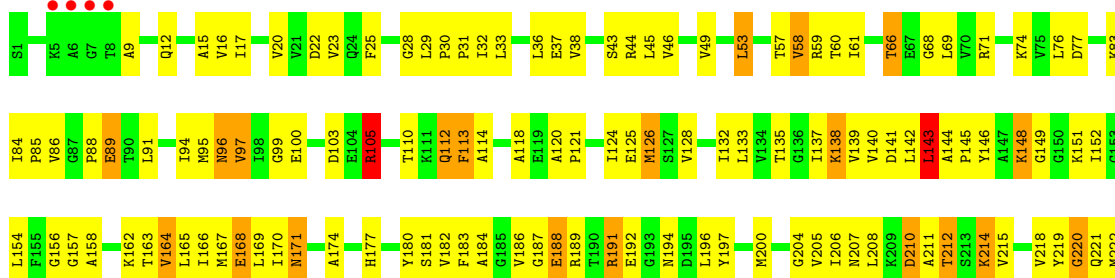 S1 K5 A6 G7 T8 A9 Q12 A15 V16 I17 V20 V21 D22 V23 Q24 F25 G28 L29 P30 P31 I32 L33 L36 E37 V38 S43 R44 L45 V46 V49 L53 T57 V58 R59 T60 I61 T66 E67 G68 L69 V70 R71 K74 V75 L76 D77
I84 P85 V86 G87 P88 E89 T90 L91 I94 M95 N96 V97 I98 G99 E100 D103 E104 R105 T110 K111 Q112 F113 A114 A118 E119 A120 P121 I124 E125 M126 S127 V128 I132 L133 V134 T135 G136 I137 K138 V139 V140 D141 L142 L143 A144 P145 Y146 A147 K148 G149 G150 K151 I152
L154 F155 G156 G157 A158 K162 T163 V164 L165 I166 M167 E168 L169 I170 N171 A174 H177 Y180 S181 V182 F183 A184 G185 V186 G187 E188 R189 T190 R191 E192 G193 N194 D195 L196 Y197 M200 G204 V205 I206 N207 L208 K209 D210 A211 T212 S213 K214 V215 V218 Y219 G220 Q221